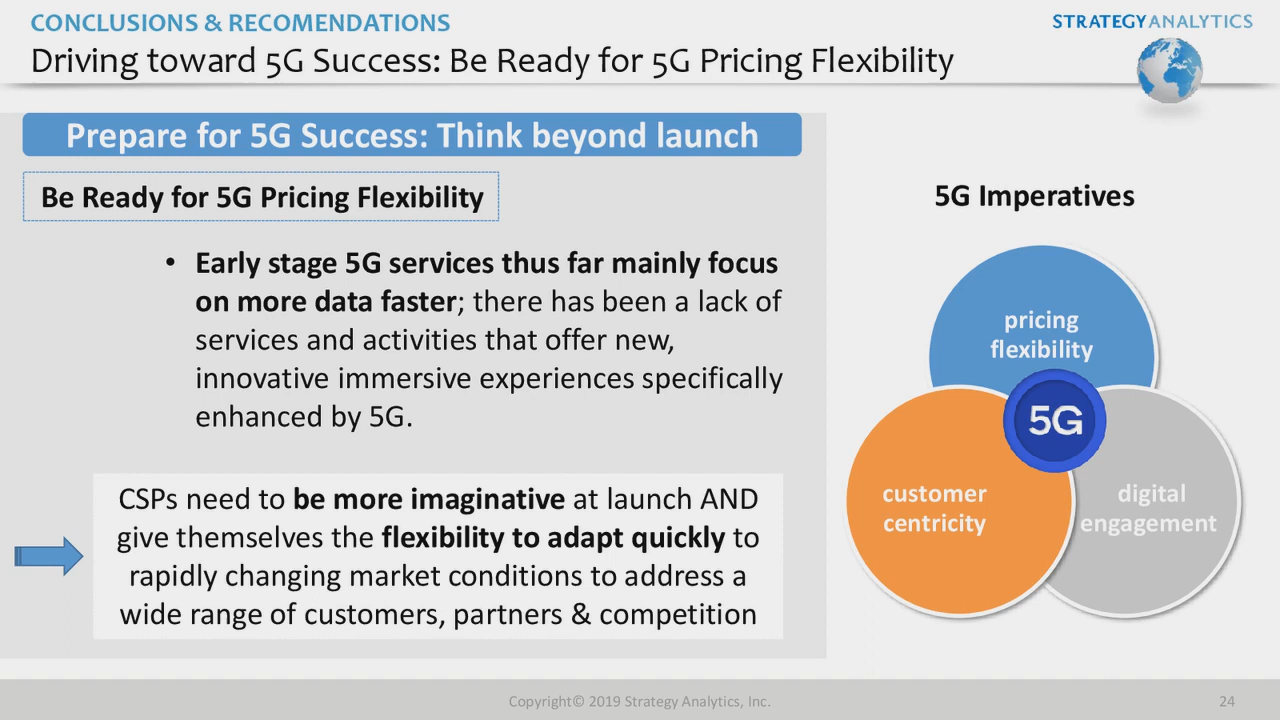 CONCLUSIONS & RECOMENDATIONS
STRATEGYANALYTICS
Driving toward 5G Success: Be Ready for 5G Pricing Flexibility
Prepare for 5G Success: Think beyond launch
Be Ready for 5G Pricing Flexibility
• Early stage 5G services thus far mainly focus
on more data faster; there has been a lack of
services and activities that offer new,
innovative immersive experiences specifically
enhanced by 5G.
CSPs need to be more imaginative at launch AND
give themselves the flexibility to adapt quickly to
rapidly changing market conditions to address a
wide range of customers, partners & competition
5G Imperatives
pricing
flexibility
5G
customer
centricity
digital
engagement
Copyright© 2019 Strategy Analytics, Inc.
24